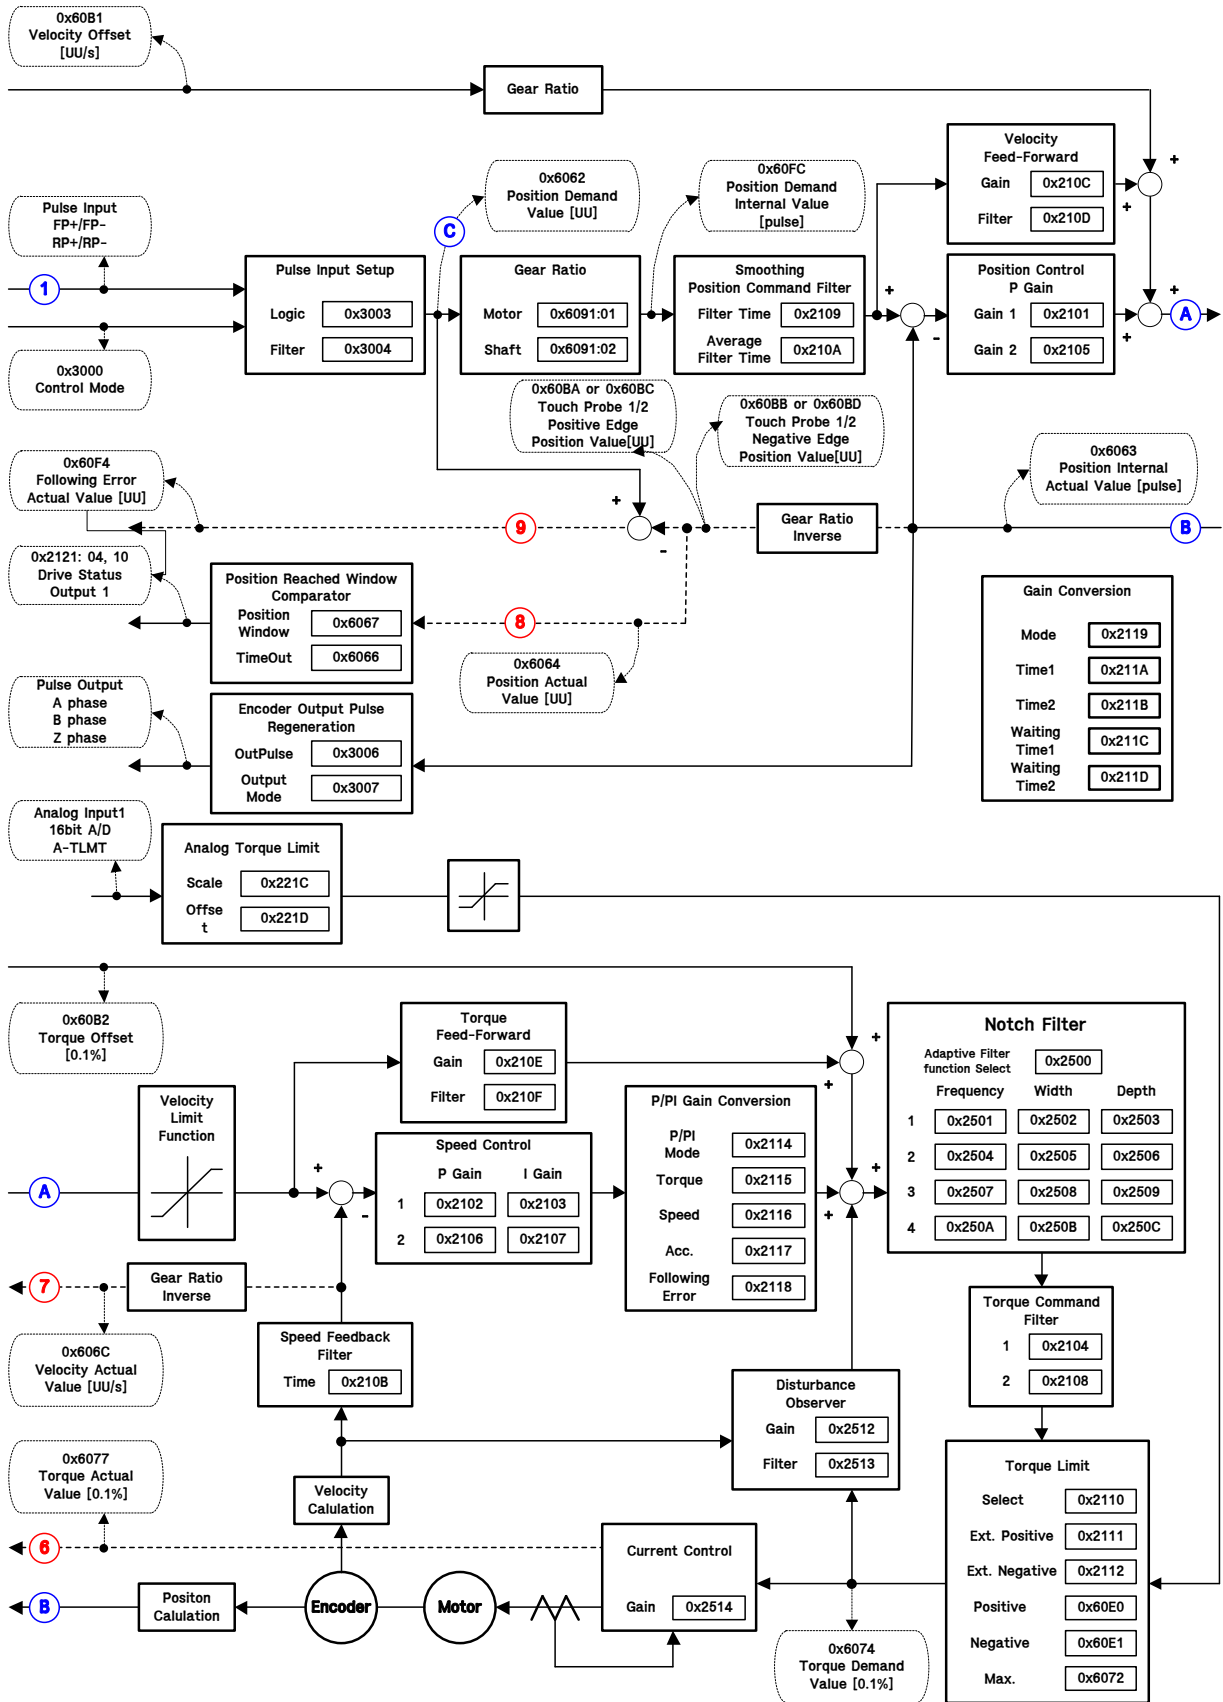 0x60B1
Velocity Offset
[UU/s]
Gear Ratio
Velocity
Feed-Forward
Gain 0x210C
Filter 0x210D
+
+
0x6062
Position Demand
Value [UU]
0x60FC
Position Demand
Internal Value
[pulse]
Pulse Input
FP+/FP-
RP+/RP-
C
1
Pulse Input Setup
Logic 0x3003
Filter 0x3004
Gear Ratio
Motor 0x6091:01
Shaft 0x6091:02
Smoothing
Position Command Filter
Filter Time 0x2109
Average
Filter Time 0x210A
+
-
Position Control
P Gain
Gain 1 0x2101
Gain 2 0x2105
+
+
A
0x3000
Control Mode
0x60BA or 0x60BC
Touch Probe 1/2
Positive Edge
Position Value[UU]
0x60BB or 0x60BD
Touch Probe 1/2
Negative Edge
Position Value[UU]
0x6063
Position Internal
Actual Value [pulse]
0x60F4
Following Error
Actual Value [UU]
9
+
-
Gear Ratio
Inverse
B
0x2121: 04, 10
Drive Status
Output 1
Position Reached Window
Comparator
Position
Window 0x6067
TimeOut 0x6066
8
0x6064
Position Actual
Value [UU]
Gain Conversion
Mode 0x2119
Time1 0x211A
Time2 0x211B
Waiting
Time1 0x211C
Waiting
Time2 0x211D
Pulse Output
A phase
B phase
Z phase
Encoder Output Pulse
Regeneration
OutPulse 0x3006
Output
Mode 0x3007
Analog Input1
16bit A/D
A-TLMT
Analog Torque Limit
Scale 0x221C
Offse
t 0x221D
0x60B2
Torque Offset
[0.1%]
Torque
Feed-Forward
Gain 0x210E
Filter 0x210F
+
+
Notch Filter
Adaptive Filter
function Select 0x2500
Frequency Width Depth
1 0x2501 0x2502 0x2503
2 0x2504 0x2505 0x2506
3 0x2507 0x2508 0x2509
4 0x250A 0x250B 0x250C
Velocity
Limit
Function
A
+
-
Speed Control
P Gain I Gain
1 0x2102 0x2103
2 0x2106 0x2107
P/PI Gain Conversion
P/PI
Mode 0x2114
Torque 0x2115
Speed 0x2116
Acc. 0x2117
Following
Error 0x2118
+
+
7
Gear Ratio
Inverse
0x606C
Velocity Actual
Value [UU/s]
Speed Feedback
Filter
Time 0x210B
Torque Command
Filter
1 0x2104
2 0x2108
Disturbance
Observer
Gain 0x2512
Filter 0x2513
0x6077
Torque Actual
Value [0.1%]
Velocity
Calulation
Torque Limit
Select 0x2110
Ext. Positive 0x2111
Ext. Negative 0x2112
Positive 0x60E0
Negative 0x60E1
Max. 0x6072
6
Current Control
Gain 0x2514
B
Positon
Calulation
Encoder
Motor
0x6074
Torque Demand
Value [0.1%]